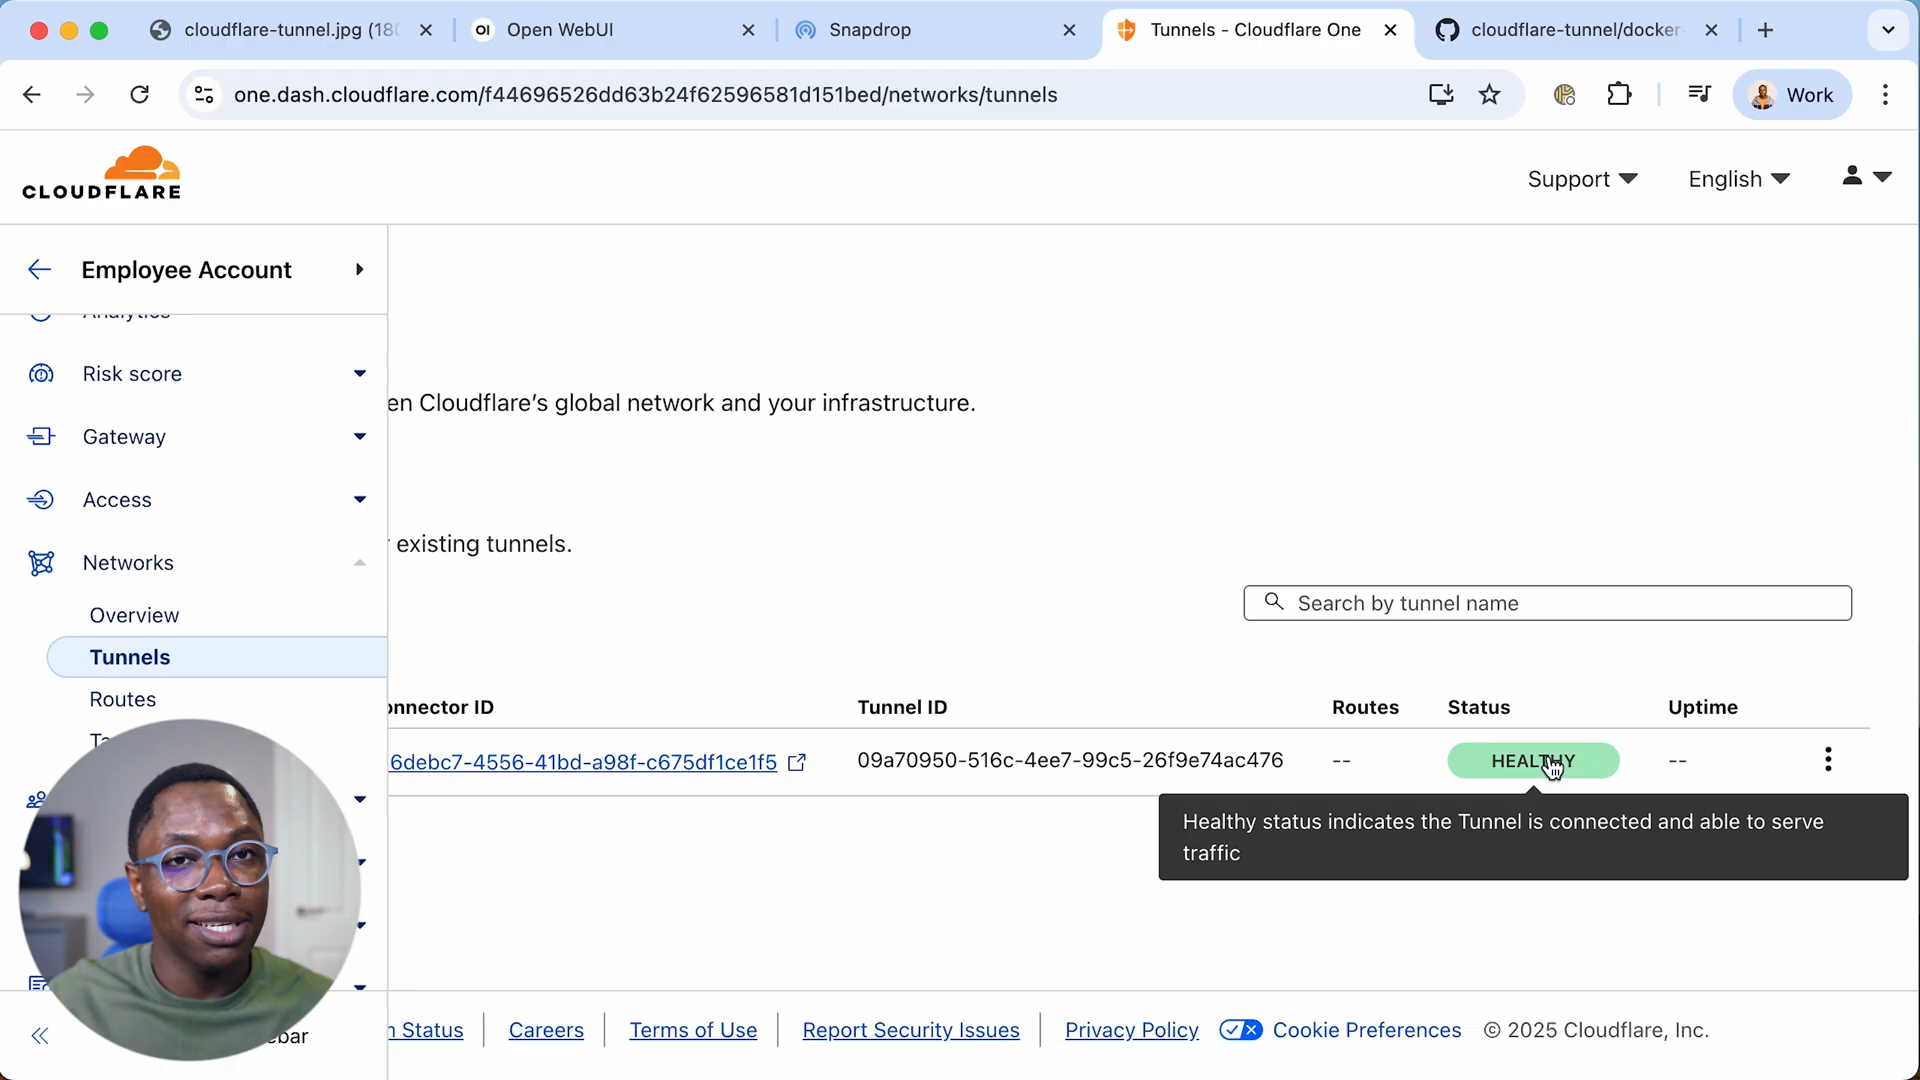 cloudflare-tunnel.jpg (180
Open WebUI
Snapdrop
Tunnels - Cloudflare One
cloudflare-tunnel/docker-
one.dash.cloudflare.com/f44696526dd63b24f62596581d151bed/networks/tunnels
Work
CLOUDFLARE
Support
English
Employee Account
Analytics
Risk score
Gateway
Access
Networks
Overview
Tunnels
Routes
en Cloudflare's global network and your infrastructure.
existing tunnels.
Search by tunnel name
onnector ID
Tunnel ID
Routes
Status
Uptime
6debc7-4556-41bd-a98f-c675df1ce1f5
09a70950-516c-4ee7-99c5-26f9e74ac476
--
HEALTHY
--
Healthy status indicates the Tunnel is connected and able to serve
traffic
ebar
n Status
Careers
Terms of Use
Report Security Issues
Privacy Policy
Cookie Preferences
© 2025 Cloudflare, Inc.